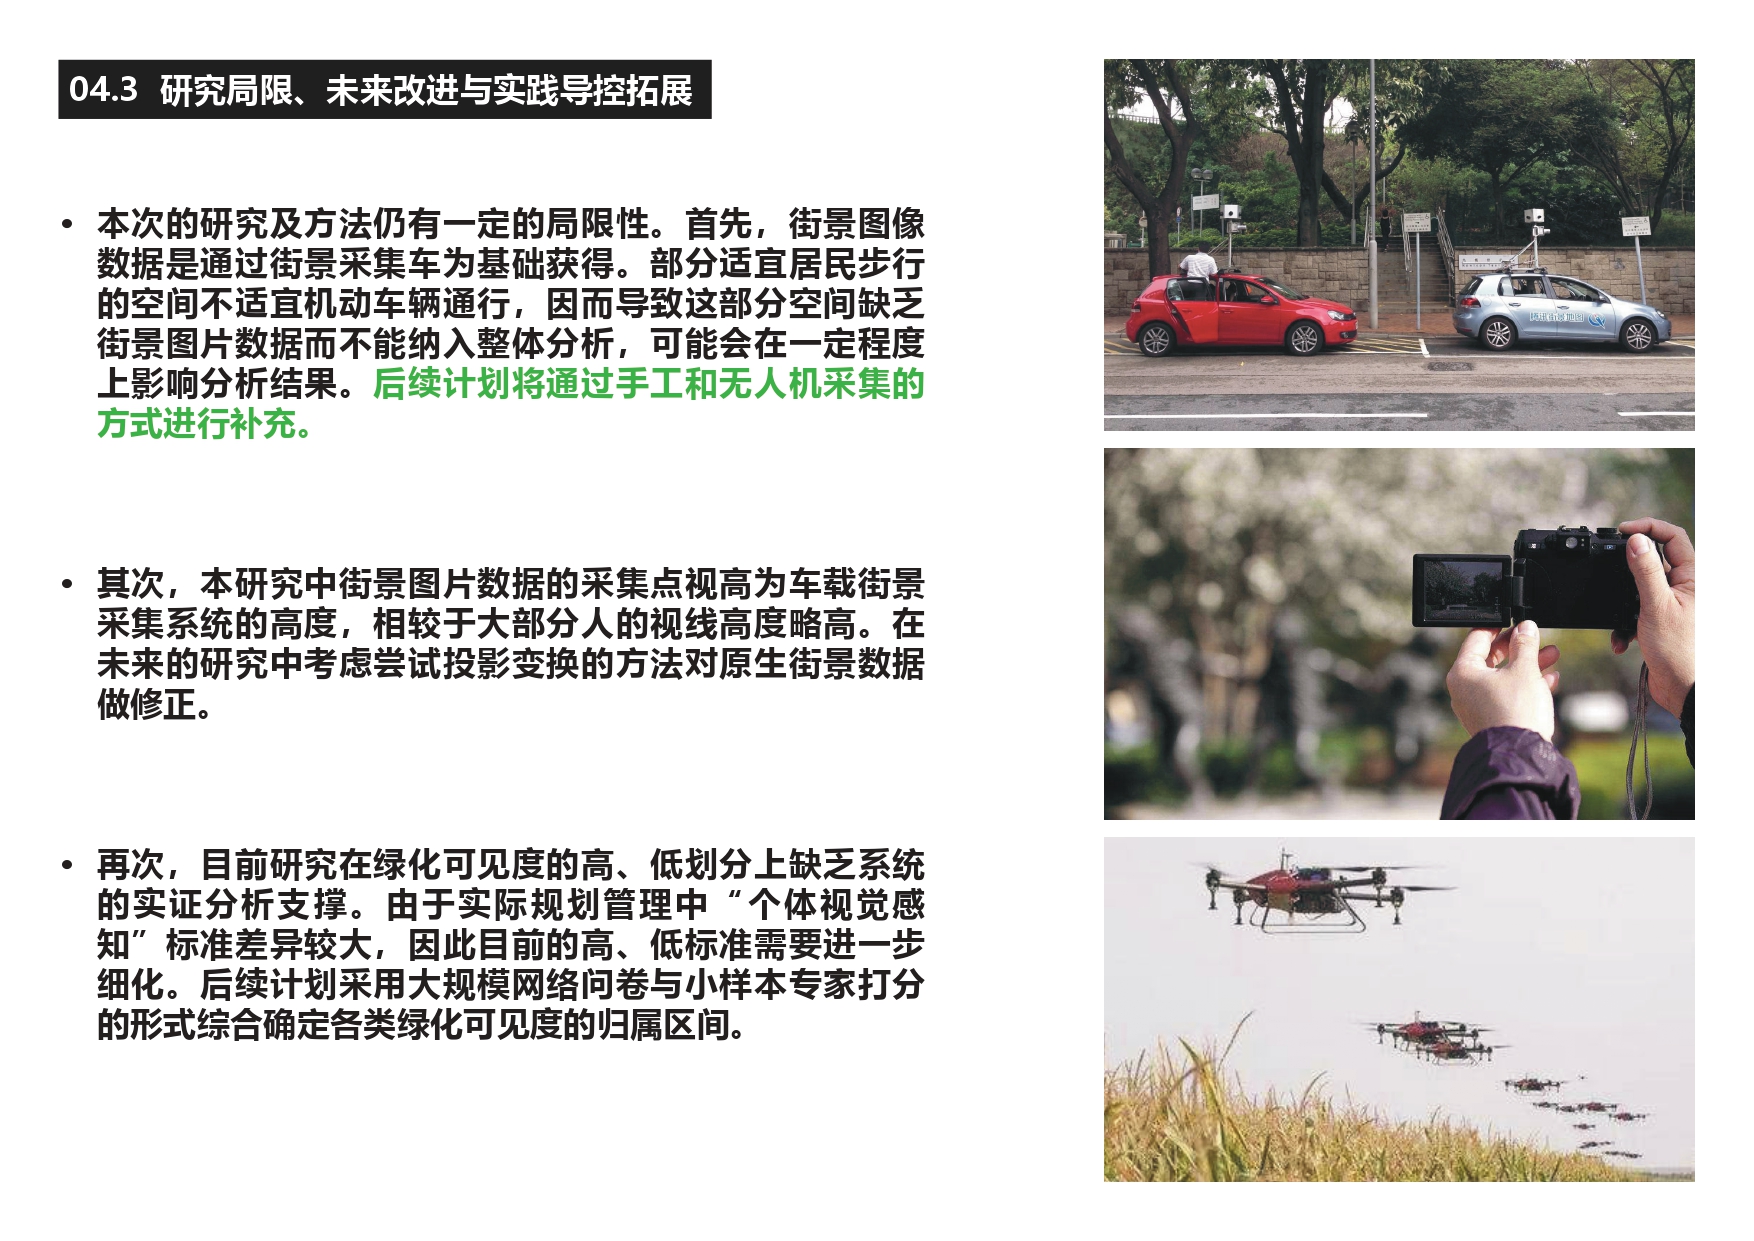 04.3 研究局限、未来改进与实践导控拓展
• 本次的研究及方法仍有一定的局限性。首先，街景图像
数据是通过街景采集车为基础获得。部分适宜居民步行
的空间不适宜机动车辆通行，因而导致这部分空间缺乏
街景图片数据而不能纳入整体分析，可能会在一定程度
上影响分析结果。后续计划将通过手工和无人机采集的
方式进行补充。
• 其次，本研究中街景图片数据的采集点视高为车载街景
采集系统的高度，相较于大部分人的视线高度略高。在
未来的研究中考虑尝试投影变换的方法对原生街景数据
做修正。
• 再次，目前研究在绿化可见度的高、低划分上缺乏系统
的实证分析支撑。由于实际规划管理中“个体视觉感
知”标准差异较大，因此目前的高、低标准需要进一步
细化。后续计划采用大规模网络问卷与小样本专家打分
的形式综合确定各类绿化可见度的归属区间。